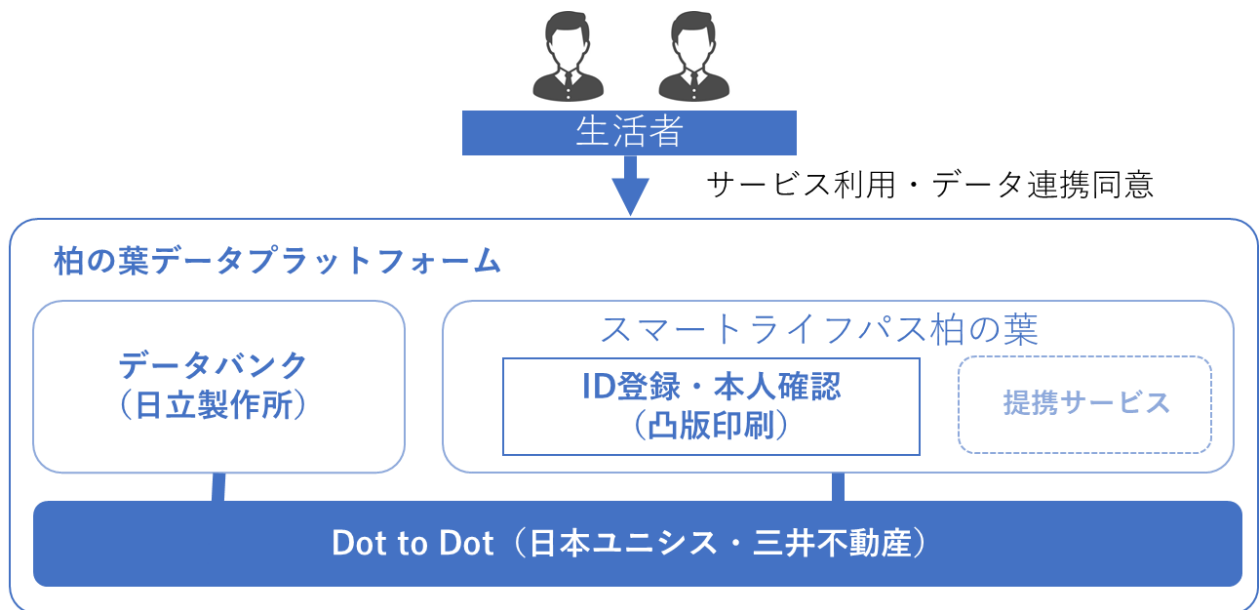 生活者
サービス利用・データ連携同意
柏の葉データプラットフォーム
データバンク
（日立製作所）
スマートライフパス柏の葉
ID登録・本人確認
（凸版印刷）
提携サービス
Dot to Dot（日本ユニシス・三井不動産）